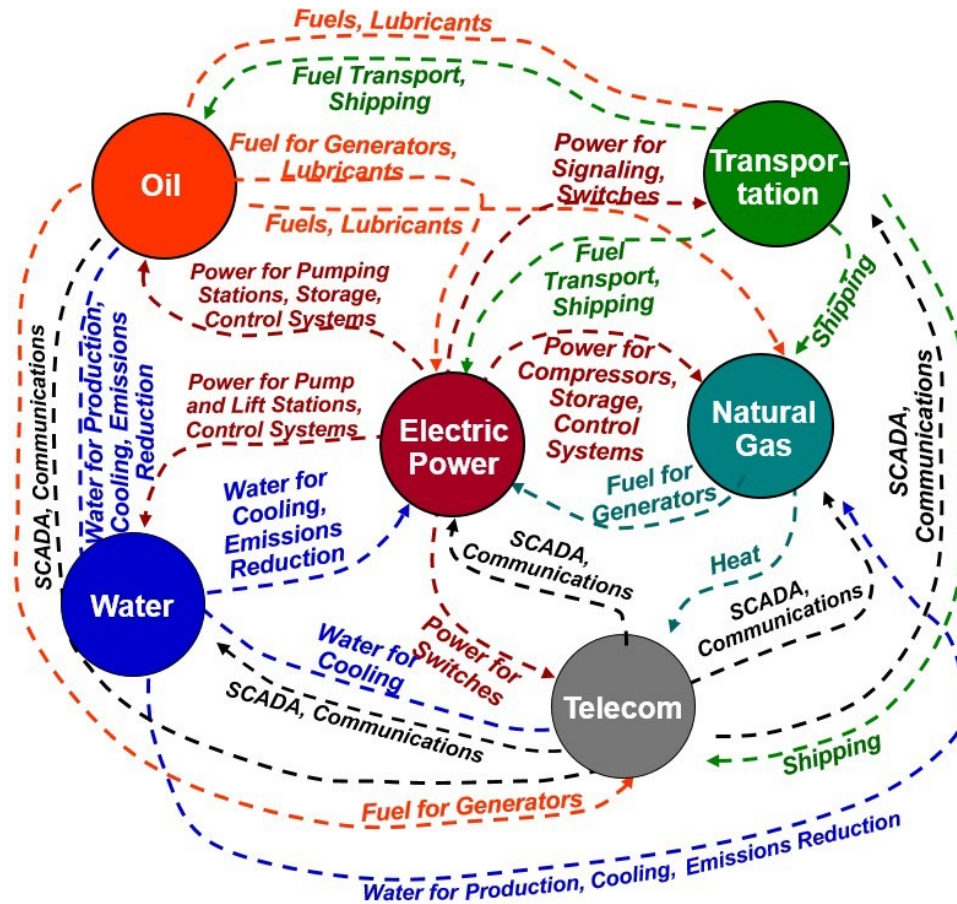 Fuels, Lubricants
Fuel Transport,
Shipping
Oil
Fuel for Generators,
Lubricants
Fuels, Lubricants
Power for
Signaling,
Switches
Transpor-
tation
Power for Pumping
Stations, Storage,
Control Systems
Fuel
Transport,
Shipping
Shipping
SCADA, Communications
Water for Production,
Cooling, Emissions
Reduction
Power for Pump
and Lift Stations,
Control Systems
Electric
Power
Power for
Compressors,
Storage,
Control
Systems
Natural
Gas
SCADA,
Communications
Water for
Cooling,
Emissions
Reduction
Fuel for
Generators
SCADA,
Communications
Heat
SCADA,
Communications
Water
Water for
Cooling
Power for
Switches
SCADA, Communications
Telecom
Shipping
Fuel for Generators
Water for Production, Cooling, Emissions Reduction